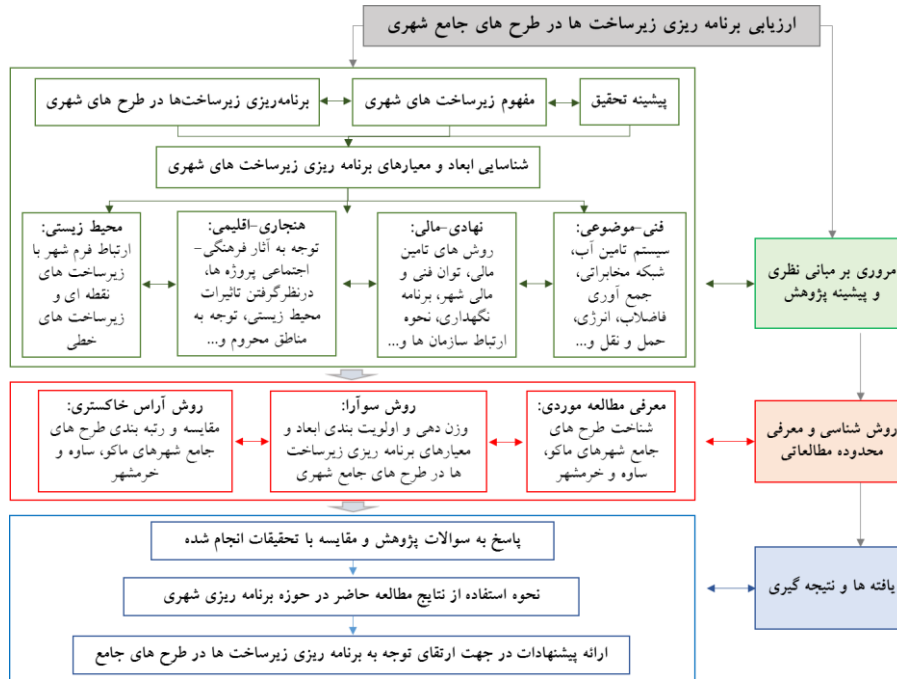 ارزیابی برنامه ریزی زیرساخت ها در طرح های جامع شهری
پیشینه تحقیق
مفهوم زیرساخت های شهری
برنامه‌ریزی زیرساخت‌ها در طرح های شهری
شناسایی ابعاد و معیارهای برنامه ریزی زیرساخت های شهری
فنی-موضوعی:
سیستم تامین آب،
شبکه مخابراتی،
جمع آوری
فاضلاب، انرژی،
حمل و نقل و...
نهادی-مالی:
روش های تامین
مالی، توان فنی و
مالی شهر، برنامه
نگهداری، نحوه
ارتباط سازمان ها و...
هنجاری-اقلیمی:
توجه به آثار فرهنگی-
اجتماعی پروژه ها،
درنظرگرفتن تاثیرات
محیط زیستی، توجه به
مناطق محروم و...
محیط زیستی:
ارتباط فرم شهر با
زیرساخت های
نقطه ای و
زیرساخت های
خطی
مروری بر مبانی نظری
و پیشینه پژوهش
معرفی مطالعه موردی:
شناخت طرح های
جامع شهرهای ماکو،
ساوه و خرمشهر
روش سوآرا:
وزن دهی و اولویت بندی ابعاد و
معیارهای برنامه ریزی زیرساخت
ها در طرح های جامع شهری
روش آراس خاکستری:
مقایسه و رتبه بندی طرح های
جامع شهرهای ماکو، ساوه و
خرمشهر
روش شناسی و معرفی
محدوده مطالعاتی
پاسخ به سوالات پژوهش و مقایسه با تحقیقات انجام شده
نحوه استفاده از نتایج مطالعه حاضر در حوزه برنامه ریزی شهری
ارائه پیشنهادات در جهت ارتقای توجه به برنامه ریزی زیرساخت ها در طرح های جامع
یافته ها و نتیجه گیری